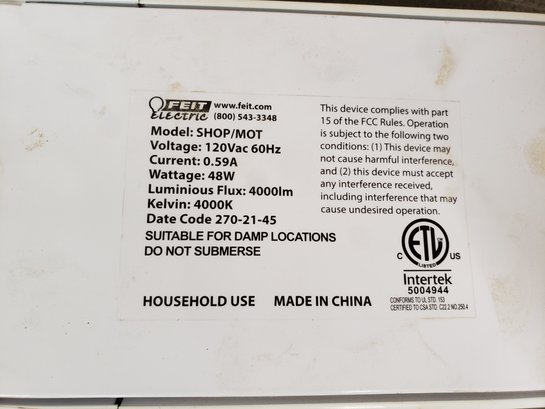 FEIT Electric www.feit.com
(800) 543-3348
Model: SHOP/MOT
Voltage: 120Vac 60Hz
Current: 0.59A
Wattage: 48W
Luminious Flux: 4000lm
Kelvin: 4000K
Date Code 270-21-45
SUITABLE FOR DAMP LOCATIONS
DO NOT SUBMERSE
HOUSEHOLD USE MADE IN CHINA
This device complies with part
15 of the FCC Rules. Operation
is subject to the following two
conditions: (1) This device may
not cause harmful interference,
and (2) this device must accept
any interference received,
including interference that may
cause undesired operation.
C ETL US
LISTED
Intertek
5004944
CONFORMS TO UL STD. 153
CERTIFIED TO CSA STD. C22.2 NO.250.4